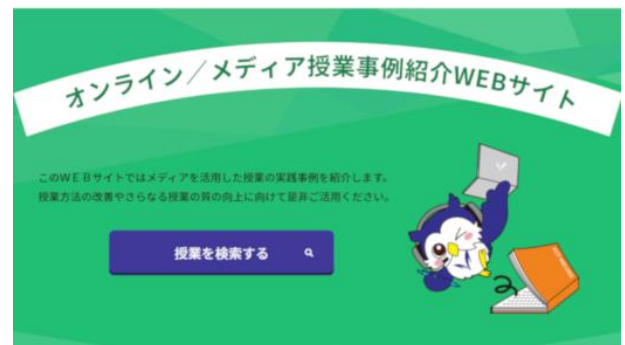 オンライン／メディア授業事例紹介WEBサイト
このＷＥＢサイトではメディアを活用した授業の実践事例を紹介します。
授業方法の改善やさらなる授業の質の向上に向けて是非ご活用ください。
授業を検索する